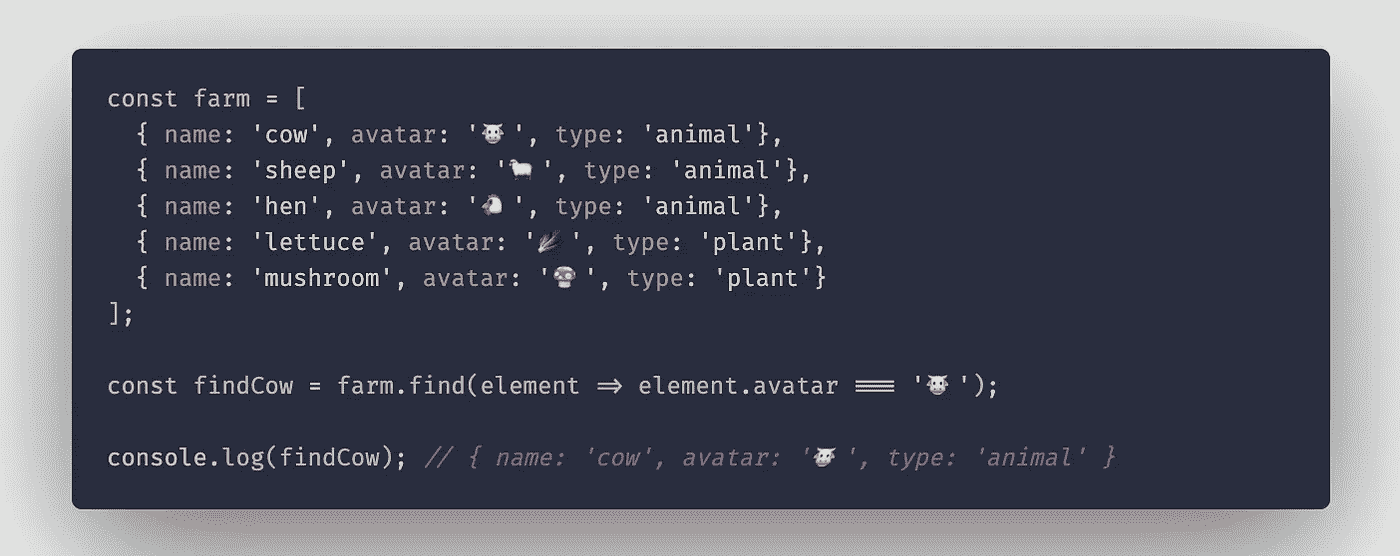 const farm = [
  { name: 'cow', avatar: '🐮', type: 'animal'},
  { name: 'sheep', avatar: '🐑', type: 'animal'},
  { name: 'hen', avatar: '🐔', type: 'animal'},
  { name: 'lettuce', avatar: '🌿', type: 'plant'},
  { name: 'mushroom', avatar: '🍄', type: 'plant'}
];
const findCow = farm.find(element => element.avatar === '🐮');
console.log(findCow); // { name: 'cow', avatar: '🐮', type: 'animal' }